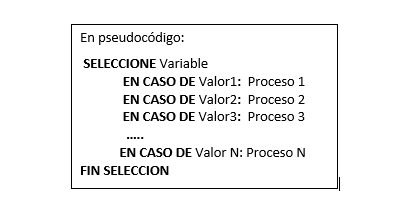 En pseudocódigo:
SELECCIONE Variable
EN CASO DE Valor1: Proceso 1
EN CASO DE Valor2: Proceso 2
EN CASO DE Valor3: Proceso 3
.....
EN CASO DE Valor N: Proceso N
FIN SELECCION